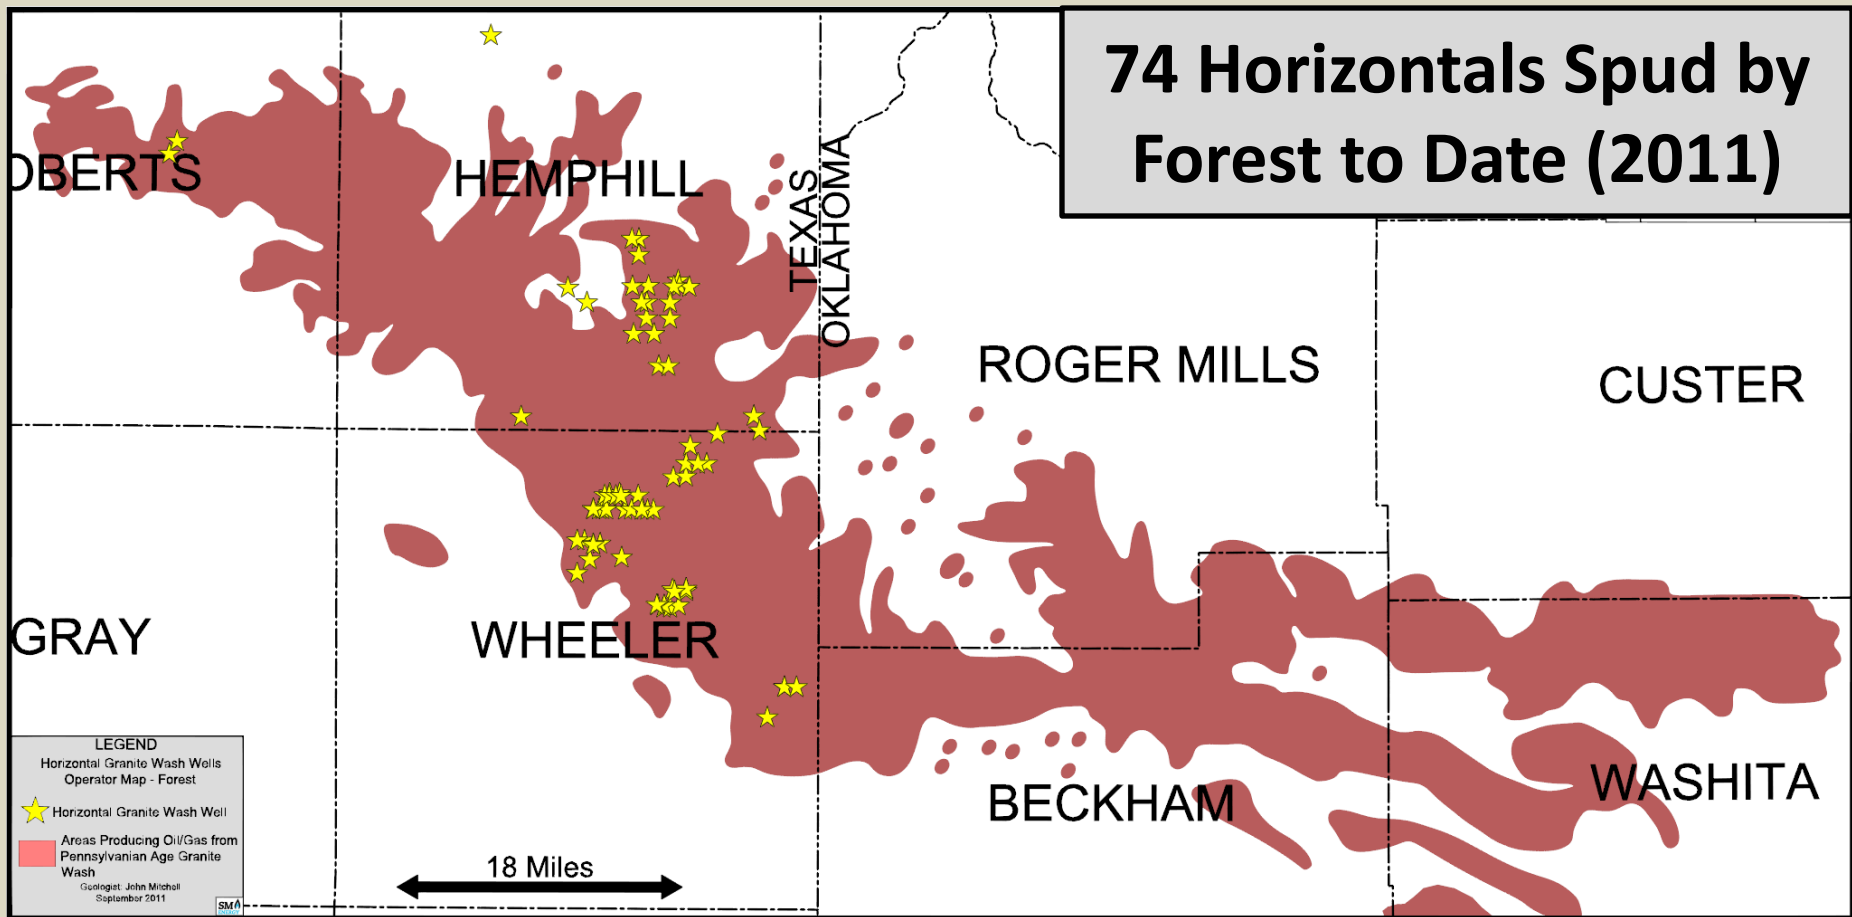 74 Horizontals Spud by
Forest to Date (2011)
OBERTS
HEMPHILL
TEXAS
OKLAHOMA
ROGER MILLS
CUSTER
GRAY
WHEELER
BECKHAM
WASHITA
18 Miles
LEGEND
Horizontal Granite Wash Wells
Operator Map - Forest
Horizontal Granite Wash Well
Areas Producing Oil/Gas from
Pennsylvanian Age Granite
Wash
Geologist: John Mitchell
September 2011
SM
ENERGY